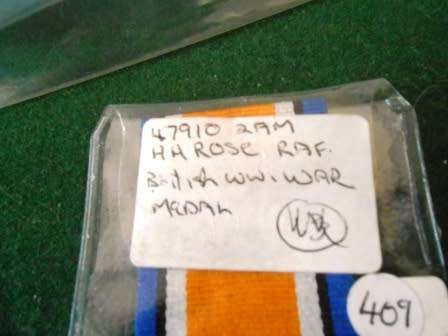 47910 2AM
HH ROSE RAF.
British WW1 WAR
MEDAL
409